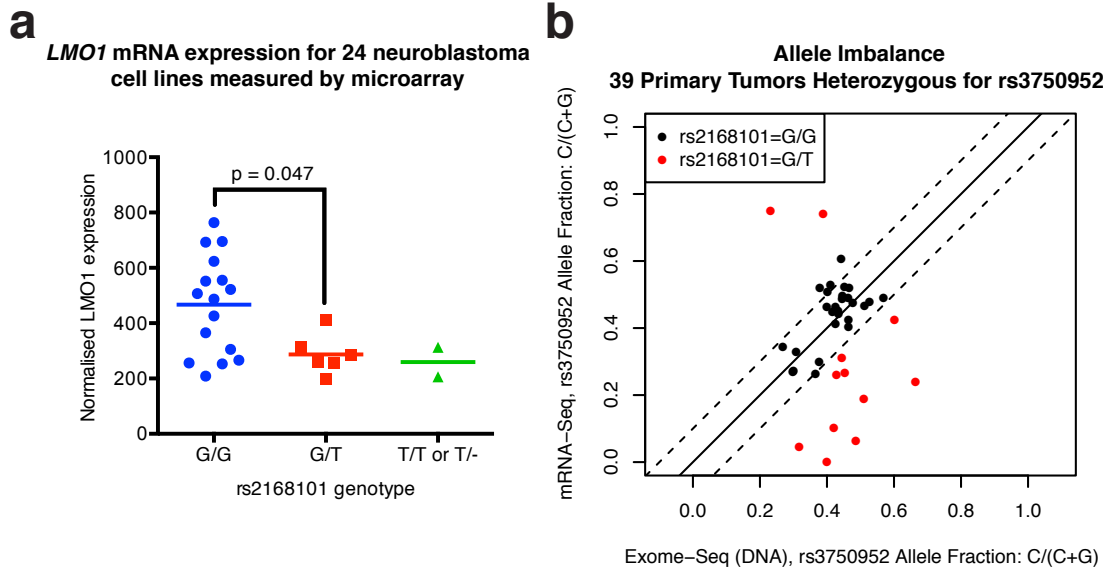 a
LMO1 mRNA expression for 24 neuroblastoma
cell lines measured by microarray
Normalised LMO1 expression
1000
800
600
400
200
0
p = 0.047
G/G
G/T
T/T or T/-
rs2168101 genotype
b
Allele Imbalance
39 Primary Tumors Heterozygous for rs3750952
mRNA−Seq, rs3750952 Allele Fraction: C/(C+G)
1.0
0.8
0.6
0.4
0.2
0.0
rs2168101=G/G
rs2168101=G/T
0.0
0.2
0.4
0.6
0.8
1.0
Exome−Seq (DNA), rs3750952 Allele Fraction: C/(C+G)